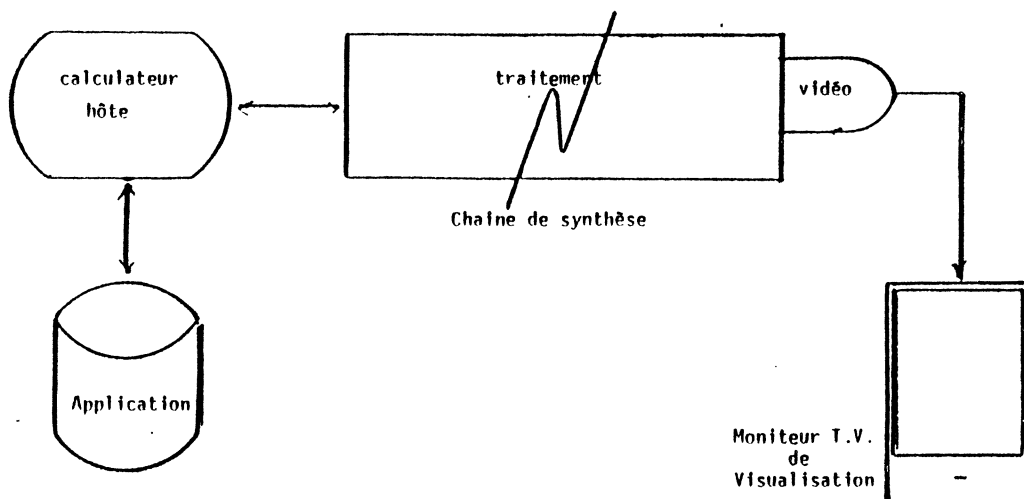 calculateur
hôte
traitement
vidéo
Chaine de synthèse
Application
Moniteur T.V.
de
Visualisation